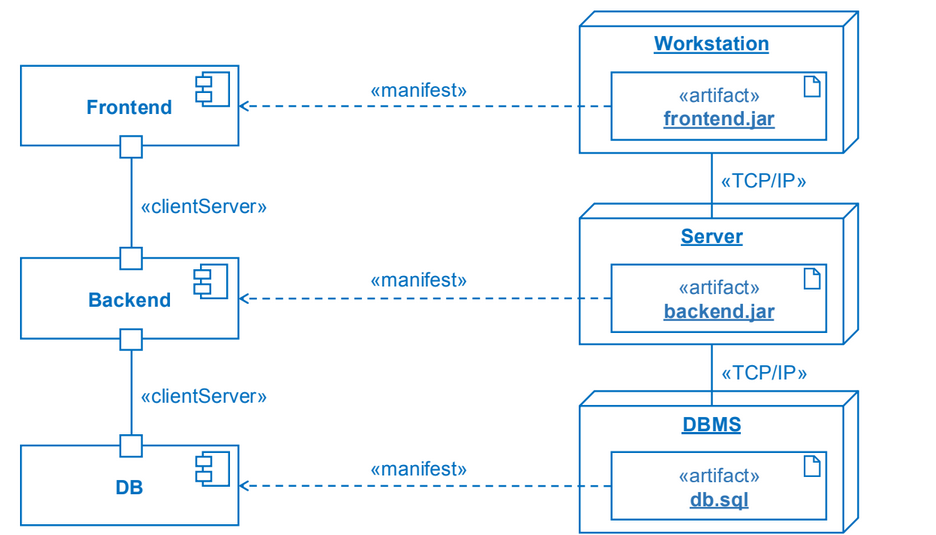 Workstation
«artifact»
frontend.jar
«manifest»
Frontend
«TCP/IP»
«clientServer»
Server
«artifact»
backend.jar
«manifest»
Backend
«TCP/IP»
«clientServer»
DBMS
«artifact»
db.sql
«manifest»
DB